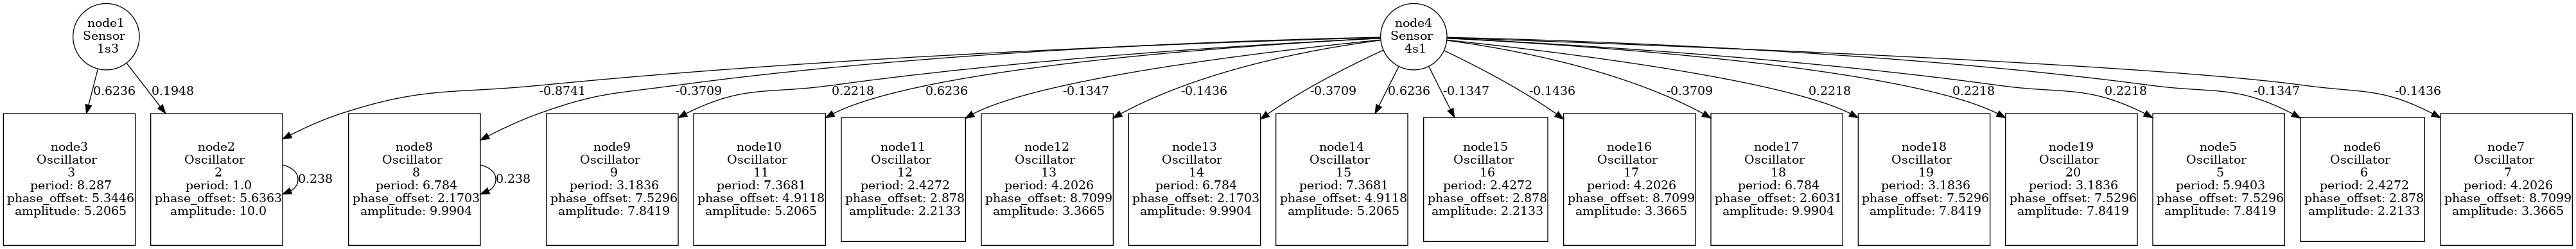 node1
Sensor
1s3
node4
Sensor
4s1
0.6236
0.1948
-0.8741
-0.3709
0.2218
0.6236
-0.1347
-0.1436
-0.3709
0.6236
-0.1347
-0.1436
-0.3709
0.2218
0.2218
0.2218
-0.1347
-0.1436
node3
Oscillator
3
period: 8.287
phase_offset: 5.3446
amplitude: 5.2065
node2
Oscillator
2
period: 1.0
phase_offset: 5.6363
amplitude: 10.0
0.238
node8
Oscillator
8
period: 6.784
phase_offset: 2.1703
amplitude: 9.9904
0.238
node9
Oscillator
9
period: 3.1836
phase_offset: 7.5296
amplitude: 7.8419
node10
Oscillator
11
period: 7.3681
phase_offset: 4.9118
amplitude: 5.2065
node11
Oscillator
12
period: 2.4272
phase_offset: 2.878
amplitude: 2.2133
node12
Oscillator
13
period: 4.2026
phase_offset: 8.7099
amplitude: 3.3665
node13
Oscillator
14
period: 6.784
phase_offset: 2.1703
amplitude: 9.9904
node14
Oscillator
15
period: 7.3681
phase_offset: 4.9118
amplitude: 5.2065
node15
Oscillator
16
period: 2.4272
phase_offset: 2.878
amplitude: 2.2133
node16
Oscillator
17
period: 4.2026
phase_offset: 8.7099
amplitude: 3.3665
node17
Oscillator
18
period: 6.784
phase_offset: 2.6031
amplitude: 9.9904
node18
Oscillator
19
period: 3.1836
phase_offset: 7.5296
amplitude: 7.8419
node19
Oscillator
20
period: 3.1836
phase_offset: 7.5296
amplitude: 7.8419
node5
Oscillator
5
period: 5.9403
phase_offset: 7.5296
amplitude: 7.8419
node6
Oscillator
6
period: 2.4272
phase_offset: 2.878
amplitude: 2.2133
node7
Oscillator
7
period: 4.2026
phase_offset: 8.7099
amplitude: 3.3665